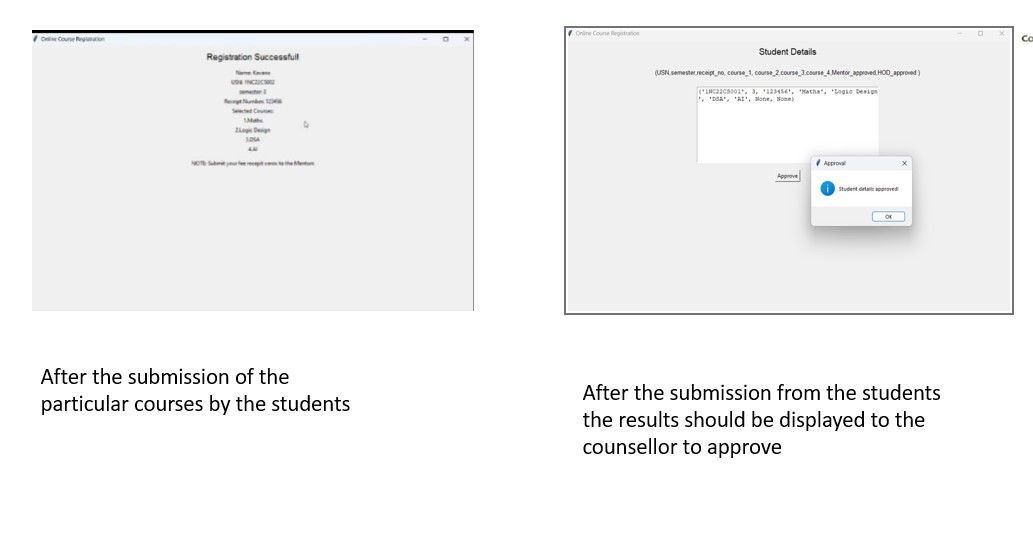 Online Course Registration
Registration Successful!
Name: Kavana
USN: 1NC22CS002
semester: 3
Receipt Number: 123456
Selected Courses:
1.Maths
2.Logic Design
3.DSA
4.AI
NOTE: Submit your fee receipt to the Mentors
After the submission of the
particular courses by the students
Online Course Registration
Student Details
(USN,semester,receipt_no, course_1, course_2,course_3,course_4,Mentor_approved,HOD_approved )
('1NC22CS001', 3, '123456', 'Maths', 'Logic Design
', 'DSA', 'AI', None, None)
Approve
Approval
Student details approved!
OK
After the submission from the students
the results should be displayed to the
counsellor to approve
Co